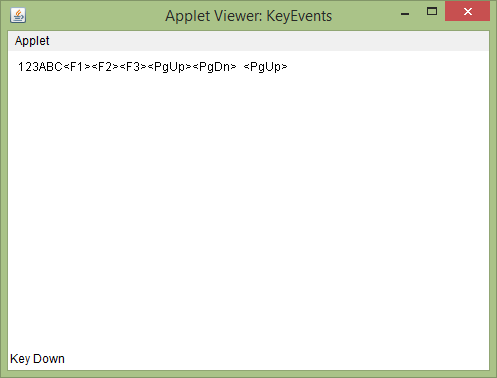 Applet Viewer: KeyEvents
Applet
123ABC<F1><F2><F3><PgUp><PgDn> <PgUp>
Key Down